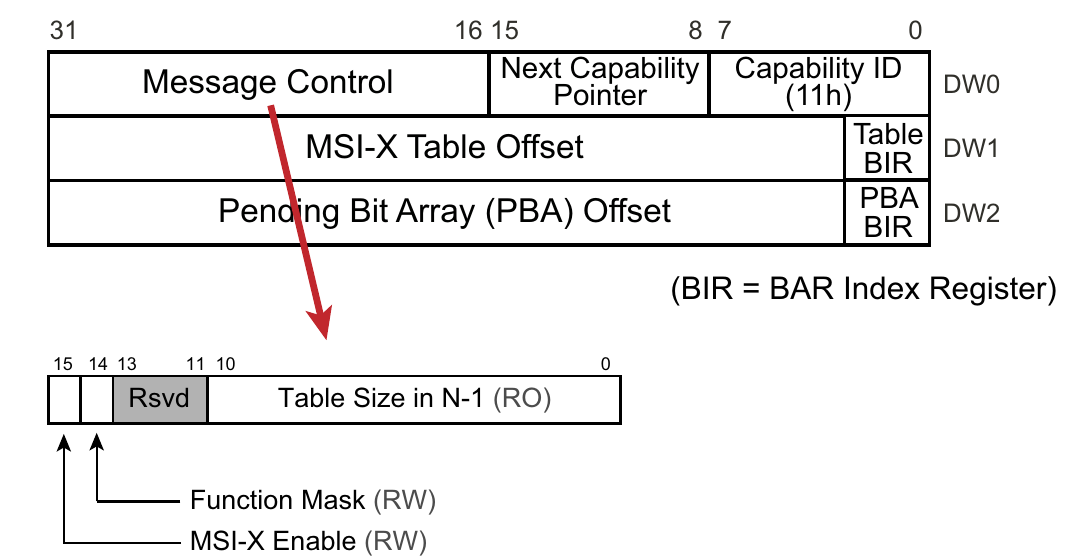 31 16 15 8 7 0
Message Control
Next Capability
Pointer
Capability ID
(11h)
DW0
MSI-X Table Offset
Table
BIR
DW1
Pending Bit Array (PBA) Offset
PBA
BIR
DW2
(BIR = BAR Index Register)
15 14 13 11 10 0
Rsvd
Table Size in N-1 (RO)
Function Mask (RW)
MSI-X Enable (RW)